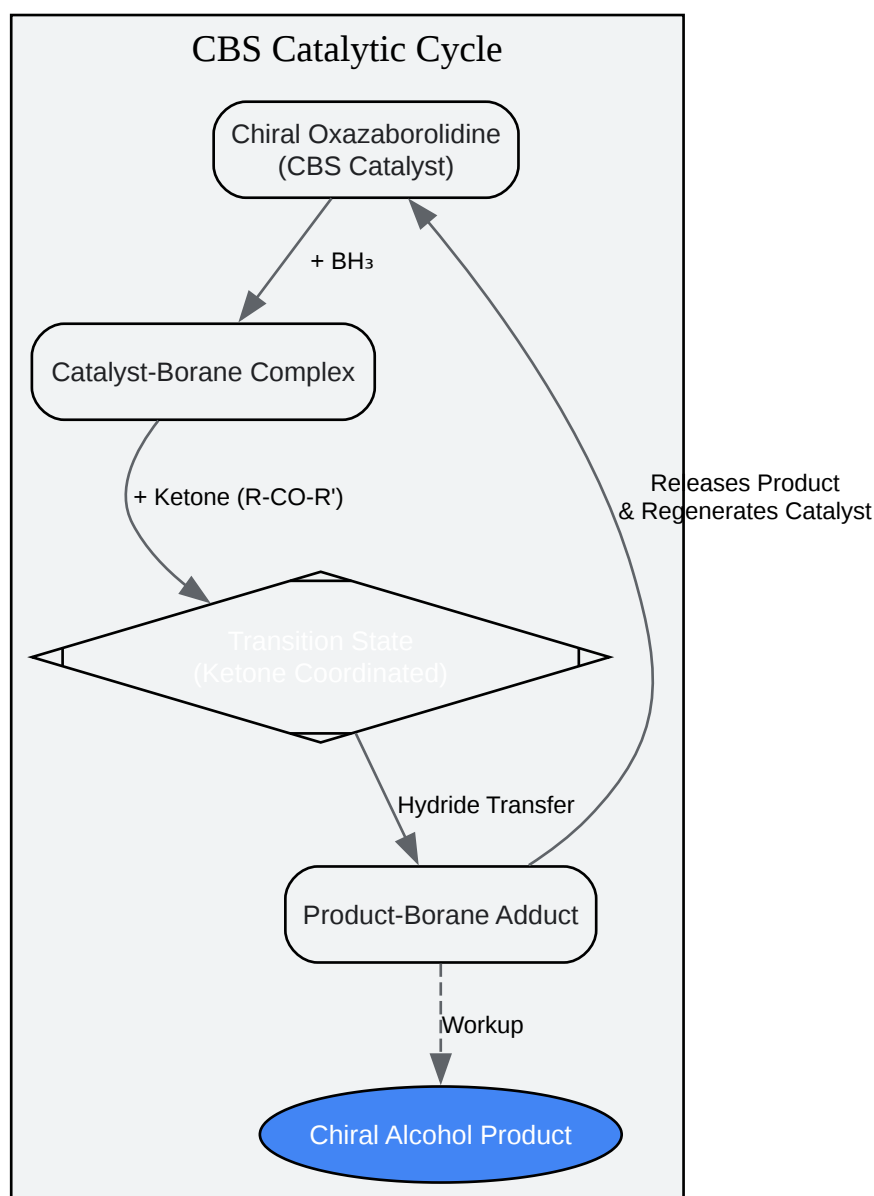 CBS Catalytic Cycle
Chiral Oxazaborolidine
(CBS Catalyst)
+ BH₃
Catalyst-Borane Complex
+ Ketone (R-CO-R')
Releases Product
& Regenerates Catalyst
Transition State
(Ketone Coordinated)
Hydride Transfer
Product-Borane Adduct
Workup
Chiral Alcohol Product